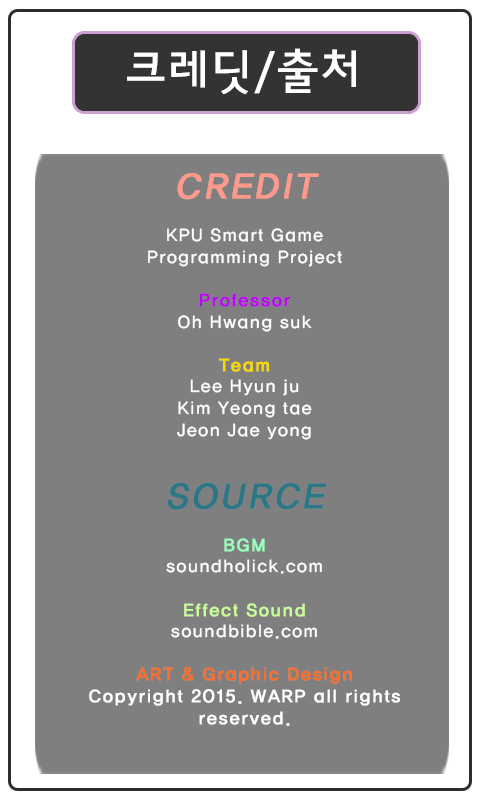 크레딧/출처
CREDIT
KPU Smart Game
Programming Project
Professor
Oh Hwang suk
Team
Lee Hyun ju
Kim Yeong tae
Jeon Jae yong
SOURCE
BGM
soundholick.com
Effect Sound
soundbible.com
ART & Graphic Design
Copyright 2015. WARP all rights
reserved.